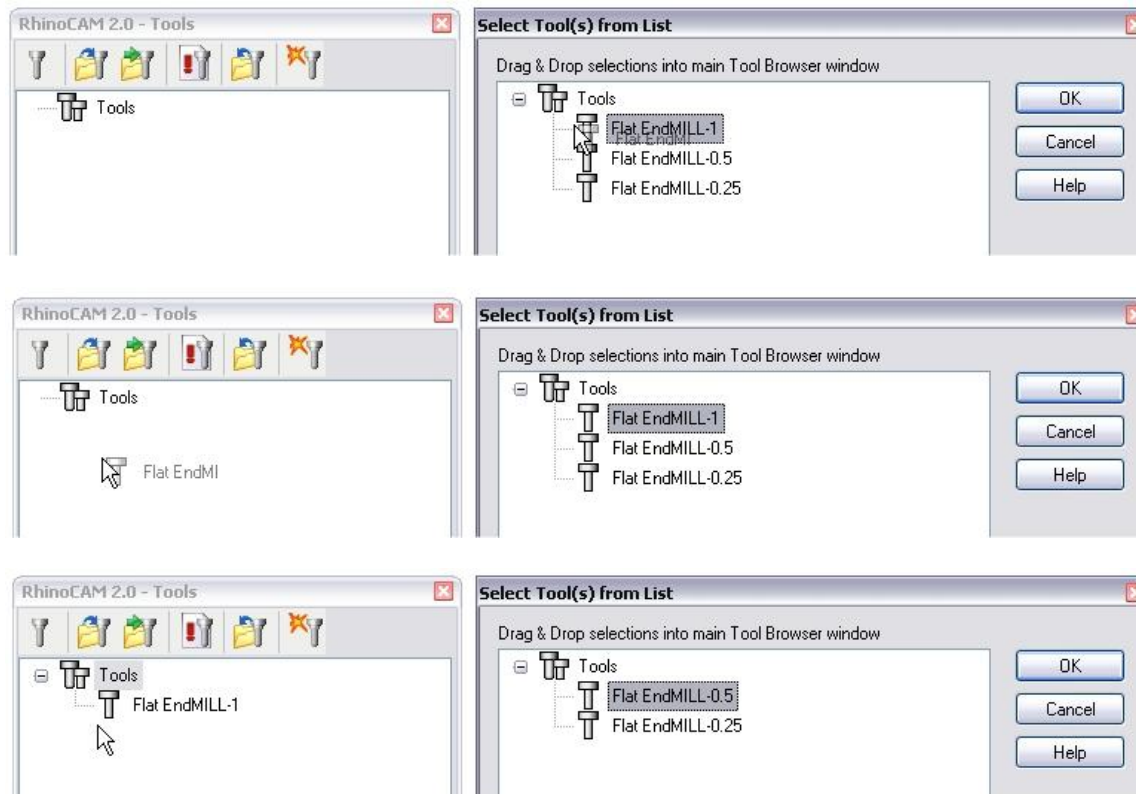 RhinoCAM 2.0 - Tools
Tools
Select Tool(s) from List
Drag & Drop selections into main Tool Browser window
Tools
Flat EndMILL-1
Flat EndMI
Flat EndMILL-0.5
Flat EndMILL-0.25
OK
Cancel
Help
RhinoCAM 2.0 - Tools
Tools
Flat EndMI
Select Tool(s) from List
Drag & Drop selections into main Tool Browser window
Tools
Flat EndMILL-1
Flat EndMILL-0.5
Flat EndMILL-0.25
OK
Cancel
Help
RhinoCAM 2.0 - Tools
Tools
Flat EndMILL-1
Select Tool(s) from List
Drag & Drop selections into main Tool Browser window
Tools
Flat EndMILL-0.5
Flat EndMILL-0.25
OK
Cancel
Help